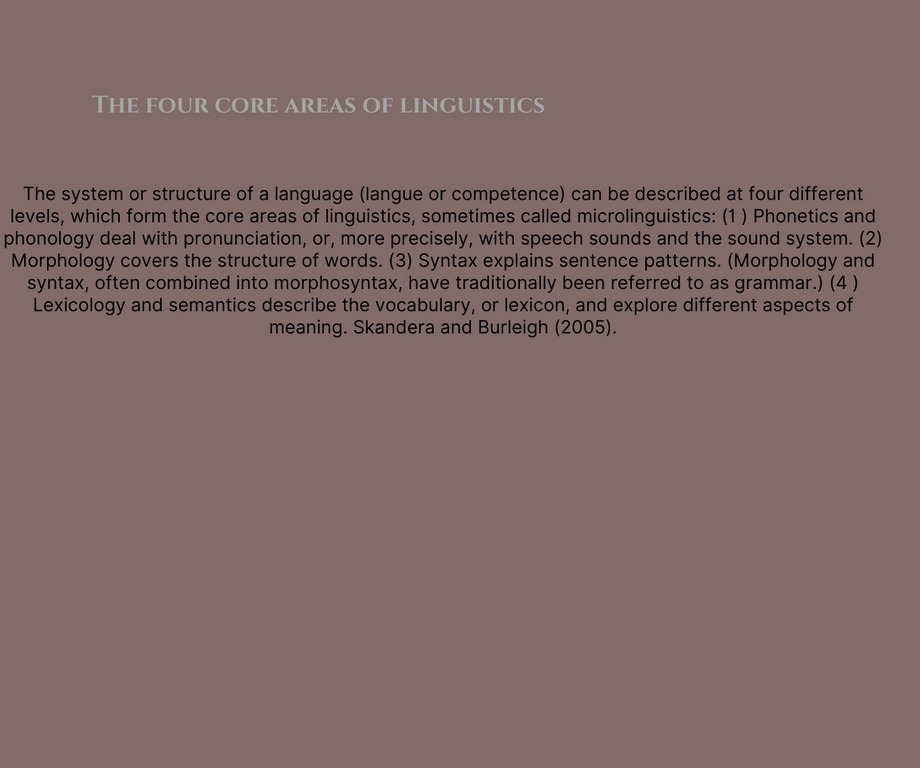 The four core areas of linguistics
The system or structure of a language (langue or competence) can be described at four different
levels, which form the core areas of linguistics, sometimes called microlinguistics: (1 ) Phonetics and
phonology deal with pronunciation, or, more precisely, with speech sounds and the sound system. (2)
Morphology covers the structure of words. (3) Syntax explains sentence patterns. (Morphology and
syntax, often combined into morphosyntax, have traditionally been referred to as grammar.) (4 )
Lexicology and semantics describe the vocabulary, or lexicon, and explore different aspects of
meaning. Skandera and Burleigh (2005).